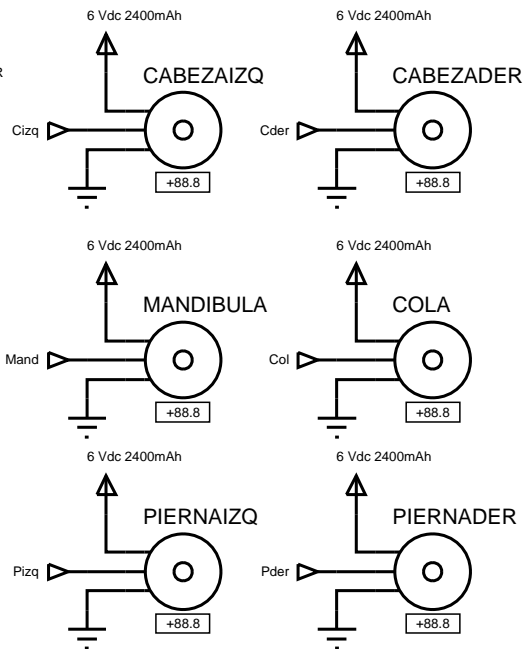 6 Vdc 2400mAh
6 Vdc 2400mAh
R
CABEZAIZQ
CABEZADER
Cizq
Cder
+88.8
+88.8
6 Vdc 2400mAh
6 Vdc 2400mAh
MANDIBULA
COLA
Mand
Col
+88.8
+88.8
6 Vdc 2400mAh
6 Vdc 2400mAh
PIERNAIZQ
PIERNADER
Pizq
Pder
+88.8
+88.8